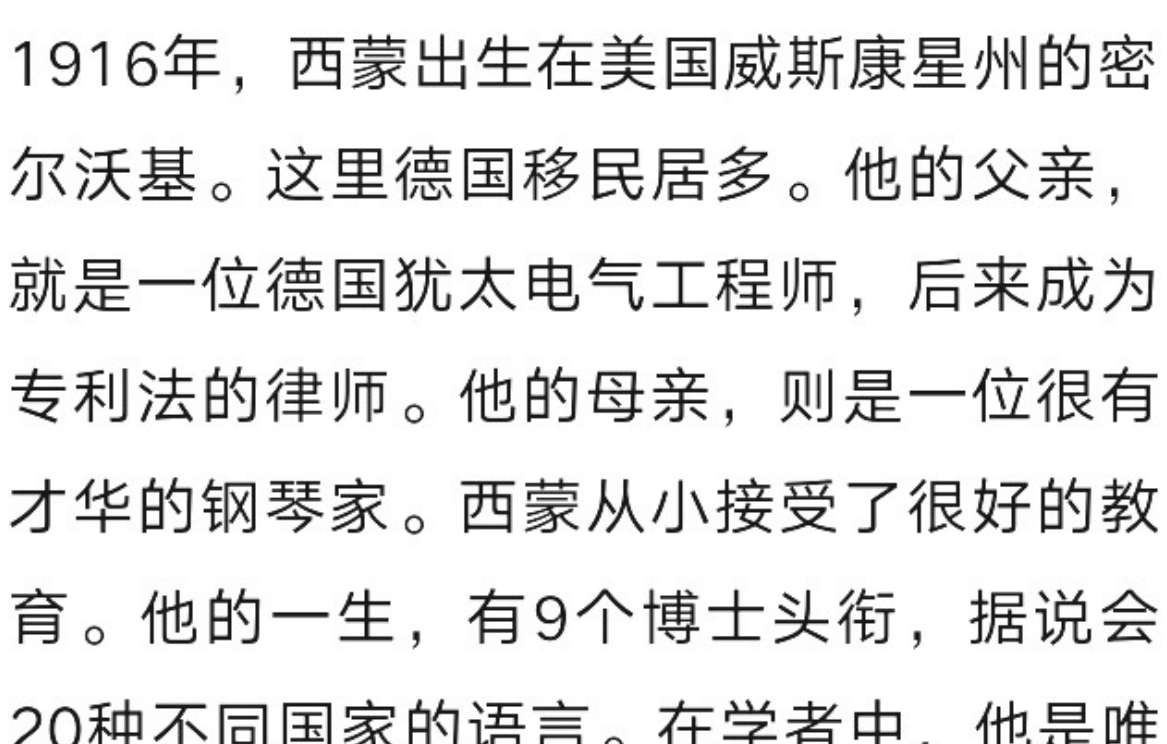 1916年，西蒙出生在美国威斯康星州的密
尔沃基。这里德国移民居多。他的父亲，
就是一位德国犹太电气工程师，后来成为
专利法的律师。他的母亲，则是一位很有
才华的钢琴家。西蒙从小接受了很好的教
育。他的一生，有9个博士头衔，据说会
20种不同国家的语言。在学者中，他是唯